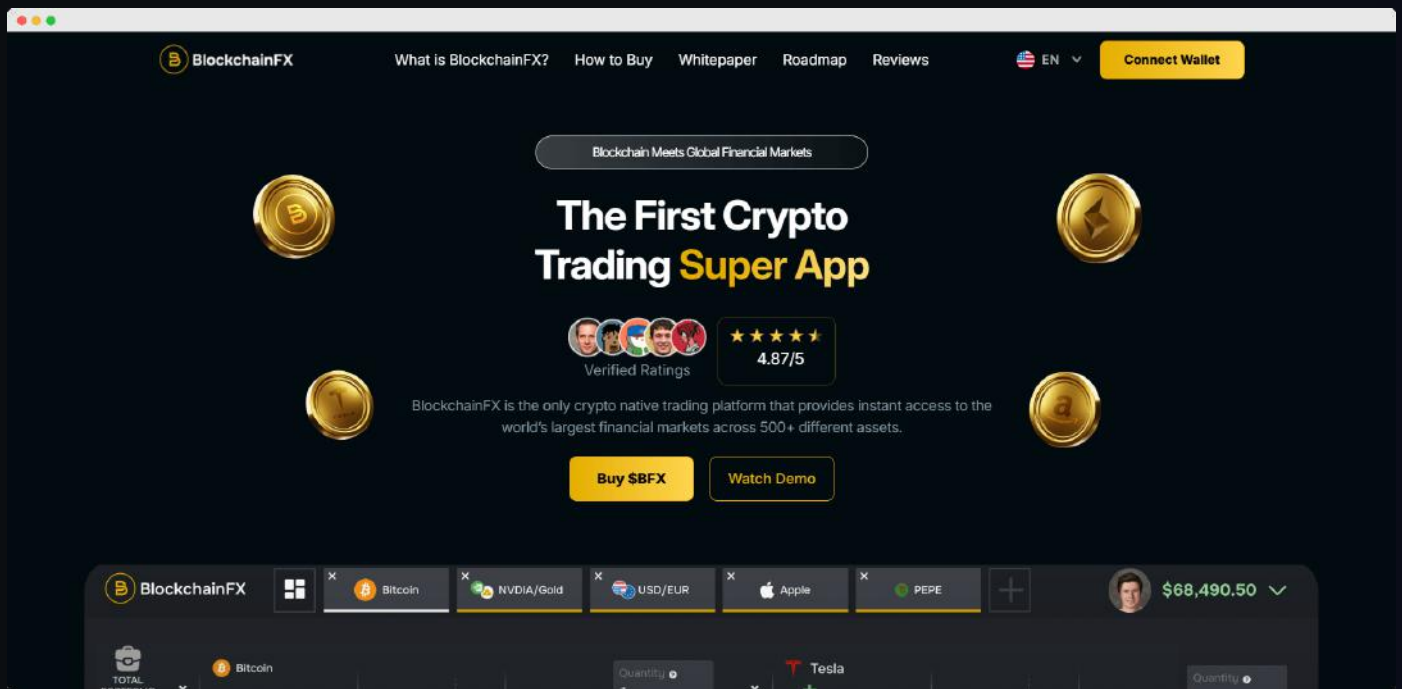 BlockchainFX
What is BlockchainFX? How to Buy Whitepaper Roadmap Reviews
EN
Connect Wallet
Blockchain Meets Global Financial Markets
The First Crypto
Trading Super App
Verified Ratings
4.87/5
BlockchainFX is the only crypto native trading platform that provides instant access to the
world's largest financial markets across 500+ different assets.
Buy $BFX Watch Demo
BlockchainFX Bitcoin NVDIA/Gold USD/EUR Apple PEPE $68,490.50
Bitcoin Quantity Tesla Quantity
TOTAL